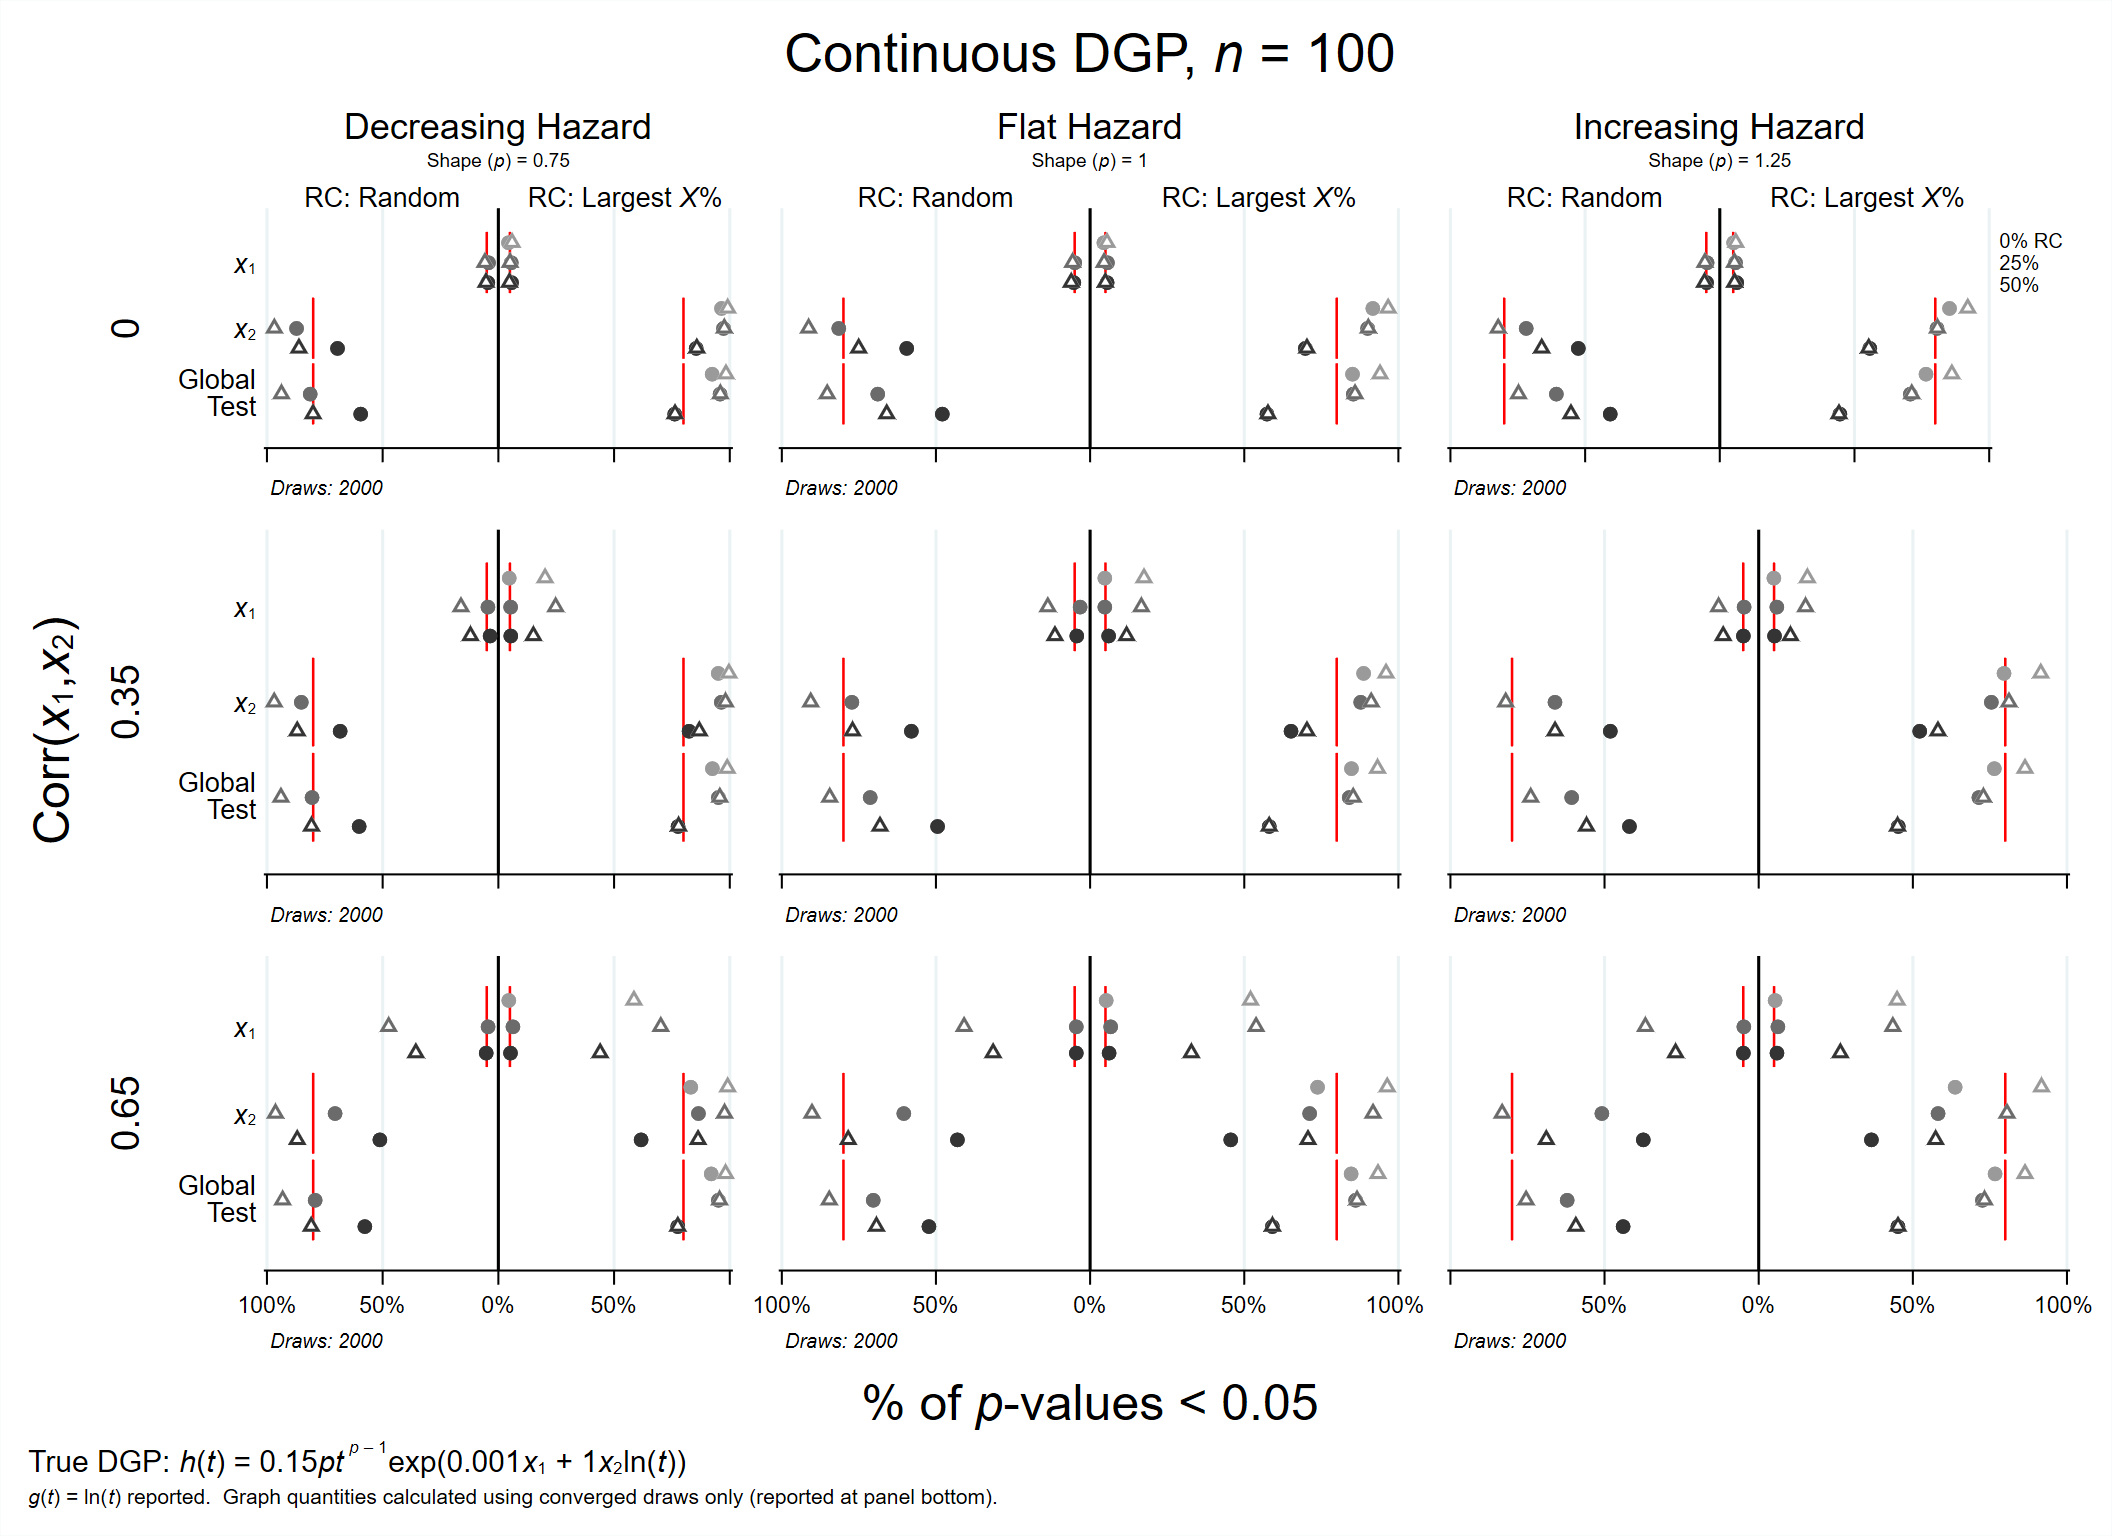 Continuous DGP, n = 100
Decreasing Hazard
Shape (p) = 0.75
RC: Random
RC: Largest X%
Flat Hazard
Shape (p) = 1
RC: Random
RC: Largest X%
Increasing Hazard
Shape (p) = 1.25
RC: Random
RC: Largest X%
0% RC
25%
50%
Corr(x₁,x₂)
0
x₁
x₂
Global
Test
Draws: 2000
Draws: 2000
Draws: 2000
0.35
x₁
x₂
Global
Test
Draws: 2000
Draws: 2000
Draws: 2000
0.65
x₁
x₂
Global
Test
100% 50% 0% 50%
100% 50% 0% 50% 100%
50% 0% 50% 100%
Draws: 2000
Draws: 2000
Draws: 2000
% of p-values < 0.05
True DGP: h(t) = 0.15pt^(p − 1)exp(0.001x₁ + 1x₂ln(t))
g(t) = ln(t) reported. Graph quantities calculated using converged draws only (reported at panel bottom).